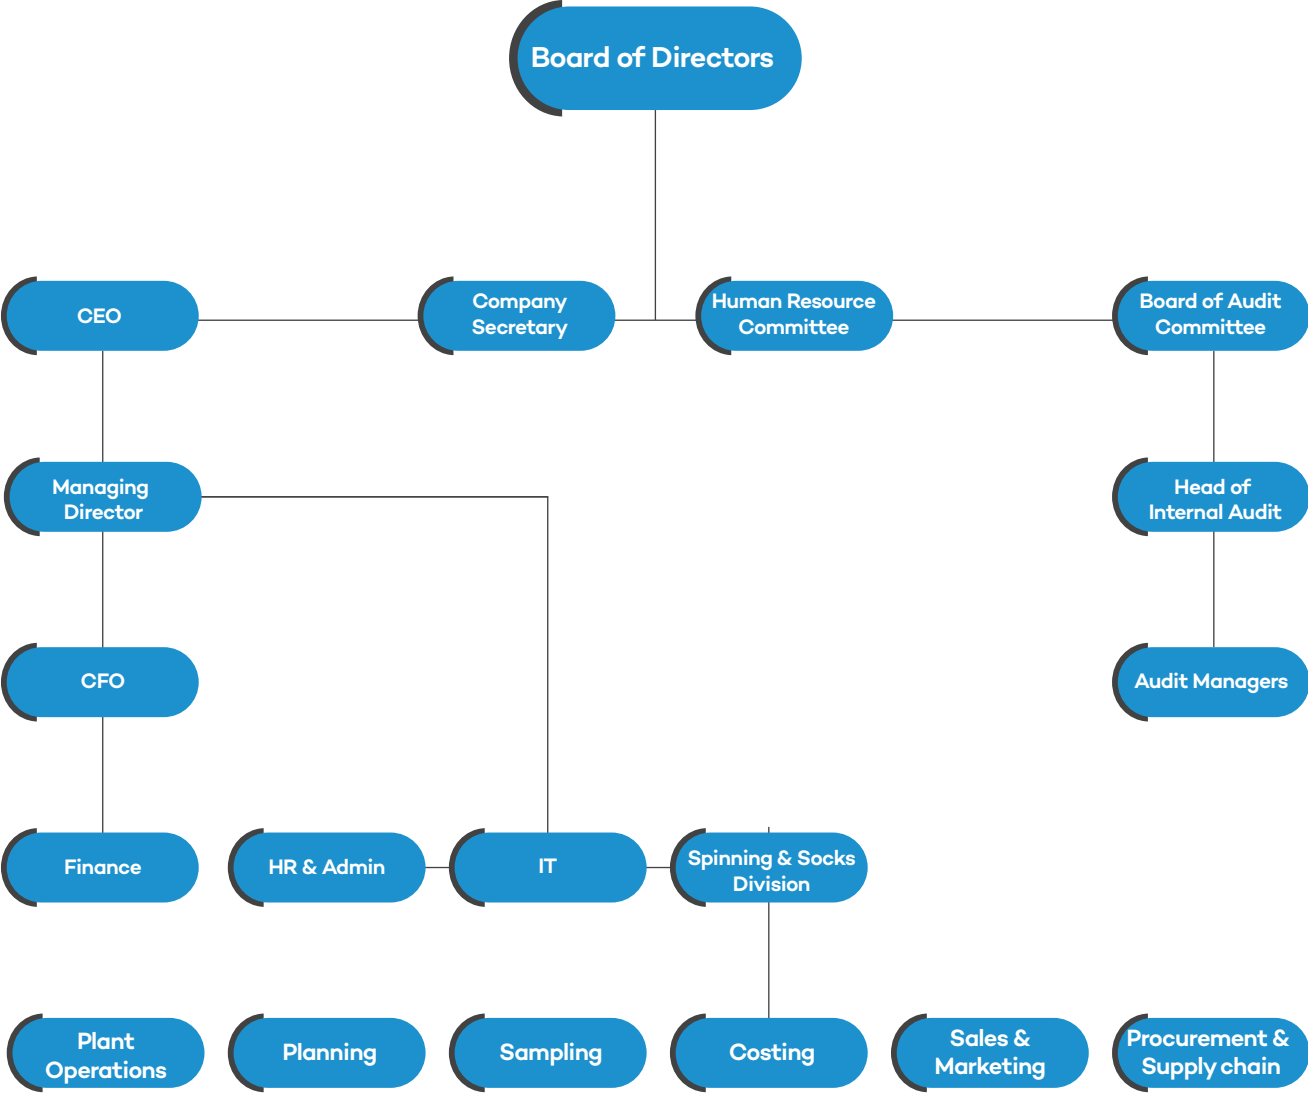 Board of Directors
CEO
Company
Secretary
Human Resource
Committee
Board of Audit
Committee
Managing
Director
Head of
Internal Audit
CFO
Audit Managers
Finance
HR & Admin
IT
Spinning & Socks
Division
Plant
Operations
Planning
Sampling
Costing
Sales &
Marketing
Procurement &
Supply chain